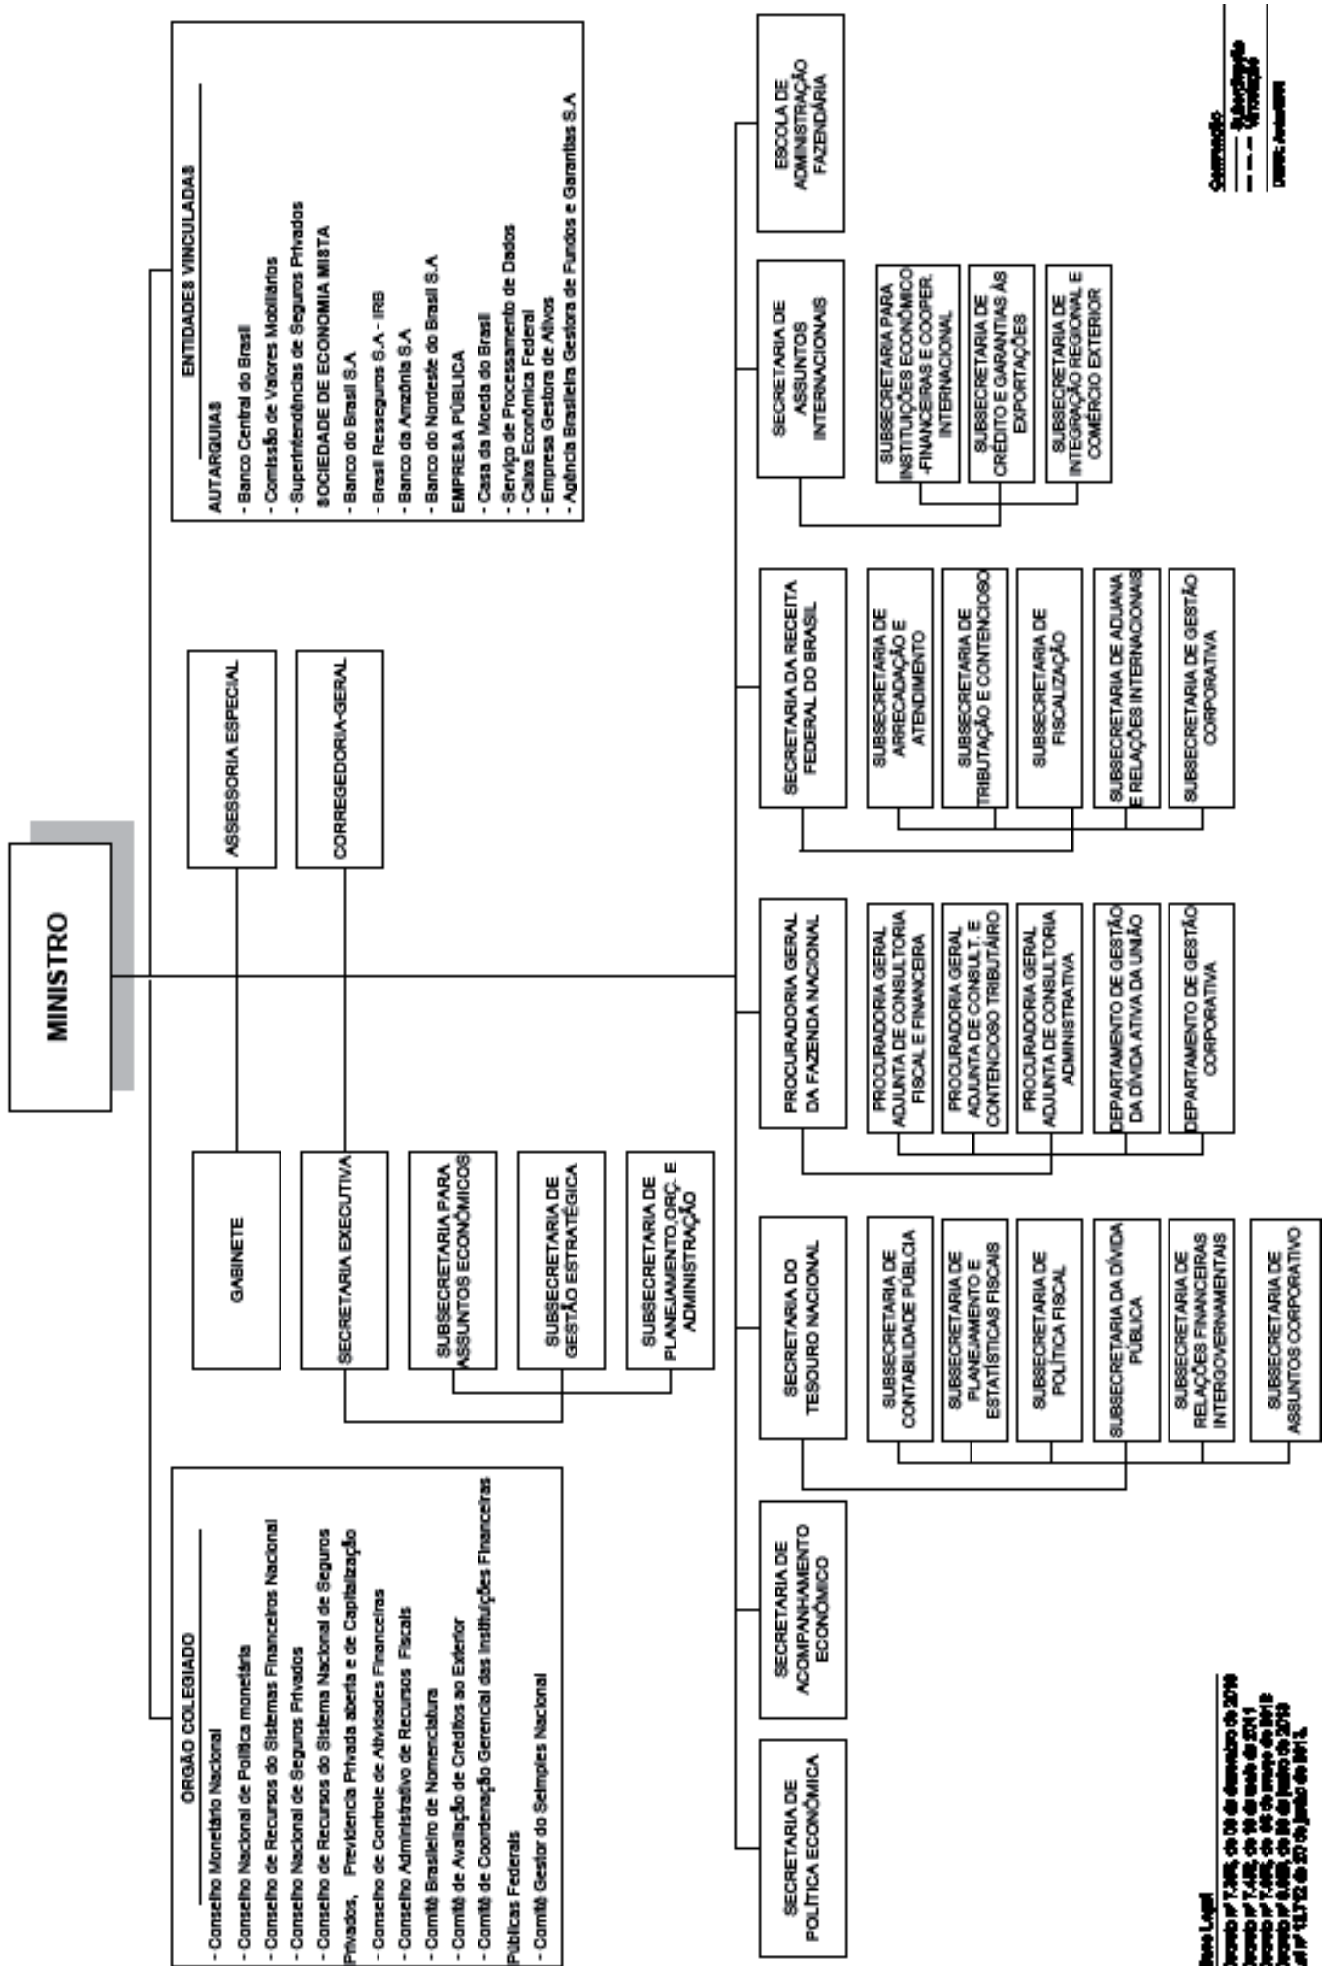 MINISTRO
ORGÃO COLEGIADO
- Conselho Monetário Nacional
- Conselho Nacional de Política monetária
- Conselho de Recursos do Sistemas Financeiros Nacional
- Conselho Nacional de Seguros Privados
- Conselho de Recursos do Sistema Nacional de Seguros
Privados, Previdencia Privada aberta e de Capitalização
- Conselho de Controle de Atividades Financeiras
- Conselho Administrativo de Recursos Fiscais
- Comitê Brasileiro de Nomenclatura
- Comitê de Avaliação de Créditos ao Exterior
- Comitê de Coordenação Gerencial das Instituições Financeiras
Públicas Federais
- Comitê Gestor do Selmples Nacional
GABINETE
ASSESSORIA ESPECIAL
SECRETARIA EXECUTIVA
CORREGEDORIA-GERAL
SUBSECRETARIA PARA
ASSUNTOS ECONÔMICOS
SUBSECRETARIA DE
GESTÃO ESTRATÉGICA
SUBSECRETARIA DE
PLANEJAMENTO,ORÇ. E
ADMINISTRAÇÃO
ENTIDADES VINCULADAS
AUTARQUIAS
- Banco Central do Brasil
- Comissão de Valores Mobiliários
- Superintendências de Seguros Privados
SOCIEDADE DE ECONOMIA MISTA
- Banco do Brasil S.A
- Brasil Resseguros S.A - IRB
- Banco da Amzônia S.A
- Banco do Nordeste do Brasil S.A
EMPRESA PÚBLICA
- Casa da Moeda do Brasil
- Serviço de Processamento de Dados
- Caixa Econômica Federal
- Empresa Gestora de Ativos
- Agência Brasileira Gestora de Fundos e Garantias S.A
SECRETARIA DE
POLÍTICA ECONÔMICA
SECRETARIA DE
ACOMPANHAMENTO
ECONÔMICO
SECRETARIA DO
TESOURO NACIONAL
SUBSECRETARIA DE
CONTABILIDADE PÚBLCIA
SUBSECRETARIA DE
PLANEJAMENTO E
ESTATÍSTICAS FISCAIS
SUBSECRETARIA DE
POLÍTICA FISCAL
SUBSECRETARIA DA DÍVIDA
PÚBLICA
SUBSECRETARIA DE
RELAÇÕES FINANCEIRAS
INTERGOVERNAMENTAIS
SUBSECRETARIA DE
ASSUNTOS CORPORATIVO
PROCURADORIA GERAL
DA FAZENDA NACIONAL
PROCURADORIA GERAL
ADJUNTA DE CONSULTORIA
FISCAL E FINANCEIRA
PROCURADORIA GERAL
ADJUNTA DE CONSULT. E
CONTENCIOSO TRIBUTÁIRO
PROCURADORIA GERAL
ADJUNTA DE CONSULTORIA
ADMINISTRATIVA
DEPARTAMENTO DE GESTÃO
DA DÍVIDA ATIVA DA UNIÃO
DEPARTAMENTO DE GESTÃO
CORPORATIVA
SECRETARIA DA RECEITA
FEDERAL DO BRASIL
SUBSECRETARIA DE
ARRECADAÇÃO E
ATENDIMENTO
SUBSECRETARIA DE
TRIBUTAÇÃO E CONTENCIOSO
SUBSECRETARIA DE
FISCALIZAÇÃO
SUBSECRETARIA DE ADUANA
E RELAÇÕES INTERNACIONAIS
SUBSECRETARIA DE GESTÃO
CORPORATIVA
SECRETARIA DE
ASSUNTOS
INTERNACIONAIS
SUBSECRETARIA PARA
INSTITUIÇÕES ECONÔMICO
-FINANCEIRAS E COOPER.
INTERNACIONAL
SUBSECRETARIA DE
CRÉDITO E GARANTIAS ÀS
EXPORTAÇÕES
SUBSECRETARIA DE
INTEGRAÇÃO REGIONAL E
COMÉRCIO EXTERIOR
ESCOLA DE
ADMINISTRAÇÃO
FAZENDÁRIA
Subordinação